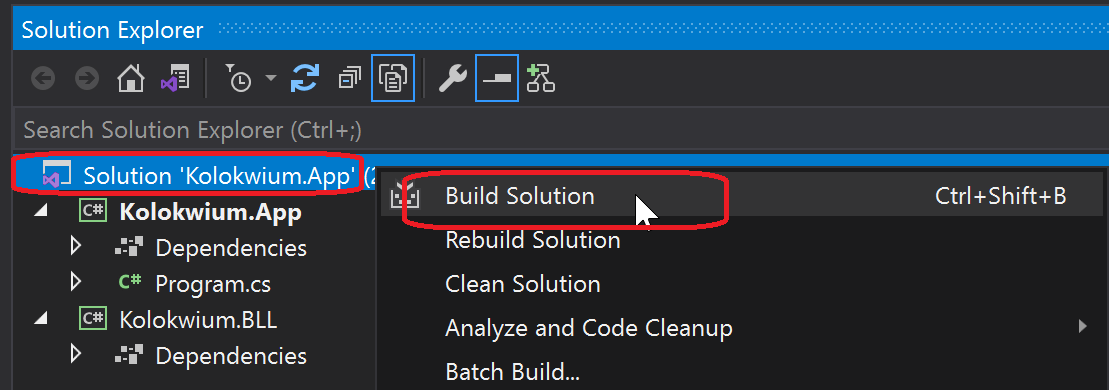 Solution Explorer
Search Solution Explorer (Ctrl+;)
Solution 'Kolokwium.App' (2
Build Solution Ctrl+Shift+B
C# Kolokwium.App
Rebuild Solution
Dependencies
C# Program.cs
Clean Solution
C# Kolokwium.BLL
Analyze and Code Cleanup
Dependencies
Batch Build...